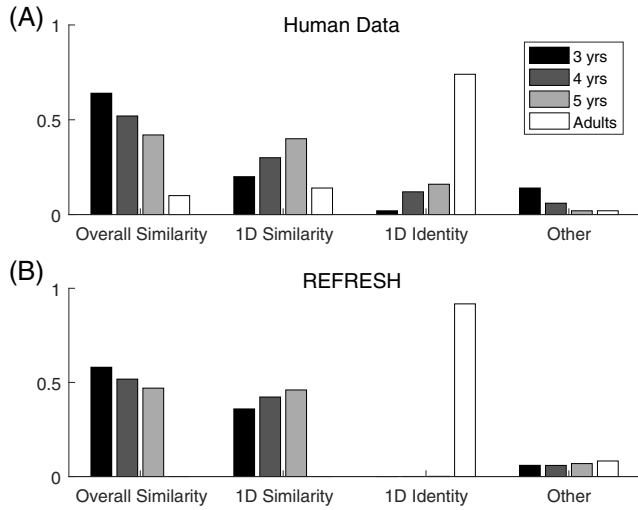 (A)
Human Data
1
0.5
0
3 yrs
4 yrs
5 yrs
Adults
Overall Similarity 1D Similarity 1D Identity Other
(B)
REFRESH
1
0.5
0
Overall Similarity 1D Similarity 1D Identity Other